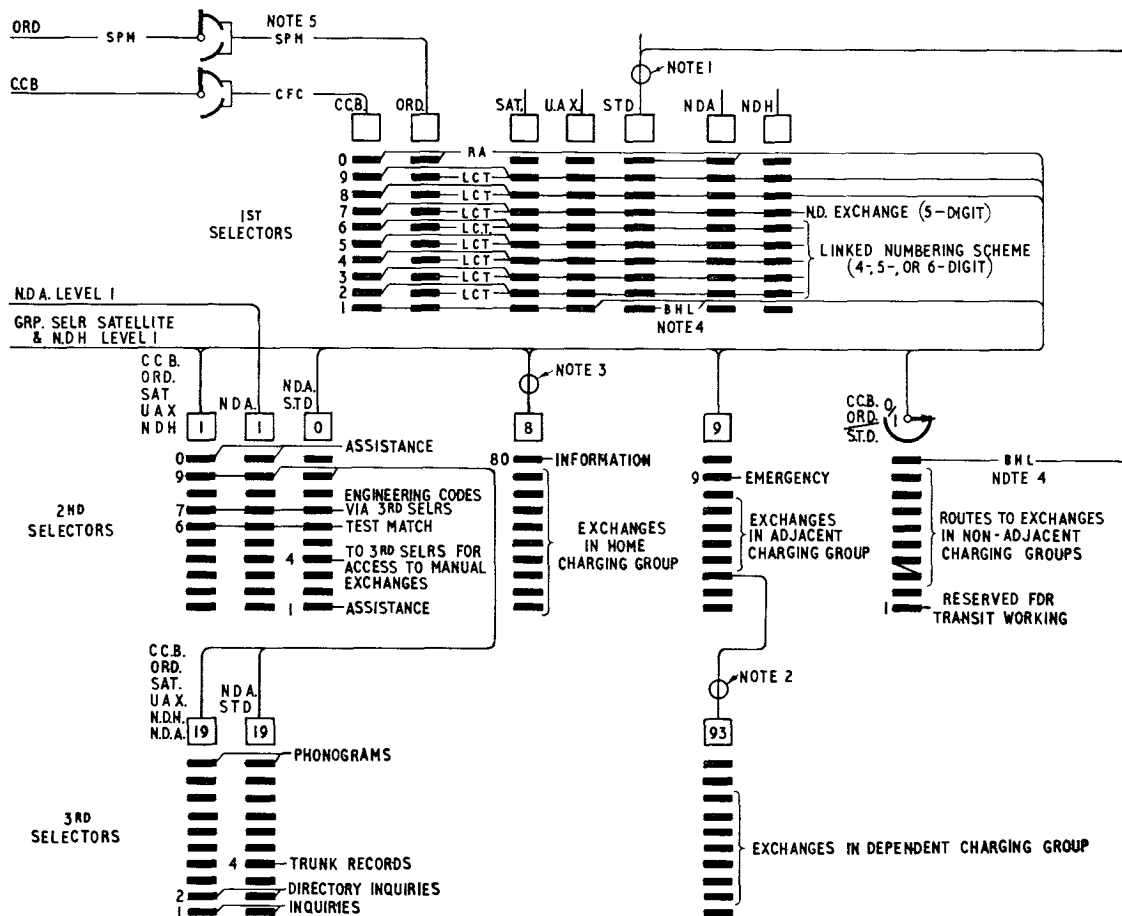 ORD
SPM
NOTE 5
SPM
C.C.B
CFC
C.C.B.
ORD.
SAT.
U.A.X.
STD
NDA
NDH
NOTE 1
0
RA
9
LCT
8
LCT
7
LCT
N.D. EXCHANGE (5-DIGIT)
6
LCT.
5
LCT
4
LCT
3
LCT
2
LCT
1
BHL
NOTE 4
1ST
SELECTORS
LINKED NUMBERING SCHEME
(4-, 5-, OR 6-DIGIT)
N.D.A. LEVEL 1
GRP. SELR SATELLITE
& N.D.H LEVEL 1
C C B.
ORD.
SAT
U A X
N D H
1
N D A.
1
N.D.A.
S.T.D
0
NOTE 3
8
9
C.C.B.
ORD.
S.T.D.
0/1
2ND
SELECTORS
0
ASSISTANCE
9
7
ENGINEERING CODES
VIA 3RD SELRS
6
TEST MATCH
4
TO 3RD SELRS FOR
ACCESS TO MANUAL
EXCHANGES
1
ASSISTANCE
80
INFORMATION
EXCHANGES
IN HOME
CHARGING GROUP
9
EMERGENCY
EXCHANGES
IN ADJACENT
CHARGING GROUP
BHL
NOTE 4
ROUTES TO EXCHANGES
IN NON-ADJACENT
CHARGING GROUPS
1
RESERVED FOR
TRANSIT WORKING
C C.B.
ORD.
SAT.
U A X.
N.D.H.
N.D.A.
19
N D A.
S T D
19
NOTE 2
93
3RD
SELECTORS
PHONOGRAMS
4
TRUNK RECORDS
2
DIRECTORY INQUIRIES
1
INQUIRIES
EXCHANGES IN DEPENDENT CHARGING GROUP